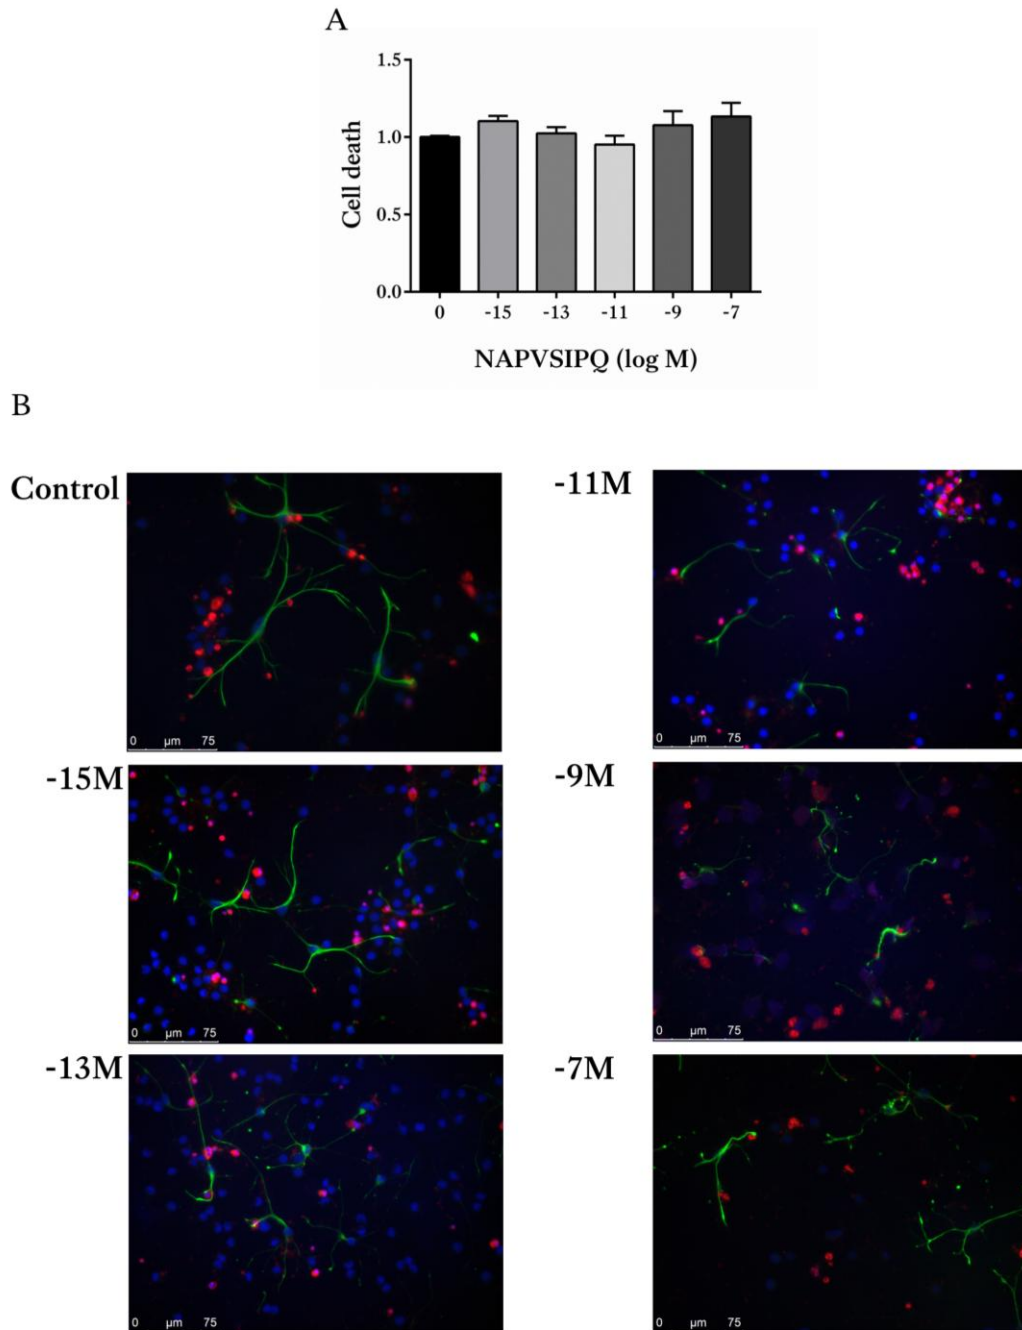 A
1.5
1.0
0.5
0.0
Cell death
0 -15 -13 -11 -9 -7
NAPVSIPQ (log M)
B
Control
0 µm 75
-11M
0 µm 75
-15M
0 µm 75
-9M
0 µm 75
-13M
0 µm 75
-7M
0 µm 75